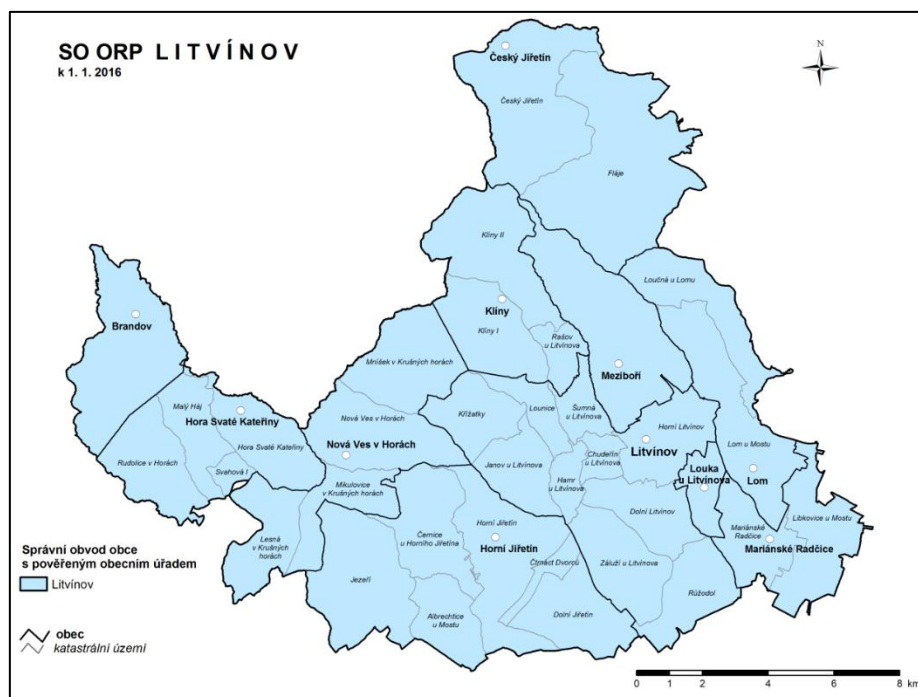 SO ORP LITVÍNOV
k 1. 1. 2016
N
Český Jiřetín
Český Jiřetín
Fláje
Klíny II
Loučná u Lomu
Klíny
Brandov
Klíny I
Rašov
u Litvínova
Mníšek v Krušných horách
Meziboří
Malý Háj
Hora Svaté Kateřiny
Křížatky
Lounice
Šumná
u Litvínova
Nová Ves v Horách
Horní Litvínov
Hora Svaté Kateřiny
Nová Ves v Horách
Litvínov
Lom u Mostu
Rudolice v Horách
Svahová I
Janov u Litvínova
Chudeřín
u Litvínova
Louka
u Litvínova
Lom
Mikulovice
v Krušných horách
Hamr
u Litvínova
Dolní Litvínov
Libkovice u Mostu
Horní Jiřetín
Mariánské
Radčice
Lesná
v Krušných
horách
Černice
u Horního Jiřetína
Horní Jiřetín
Mariánské Radčice
Čtrnáct Dvorců
Záluží u Litvínova
Jezeří
Růžodol
Albrechtice
u Mostu
Dolní Jiřetín
Správní obvod obce
s pověřeným obecním úřadem
Litvínov
obec
katastrální území
0 1 2 4 6 8 km